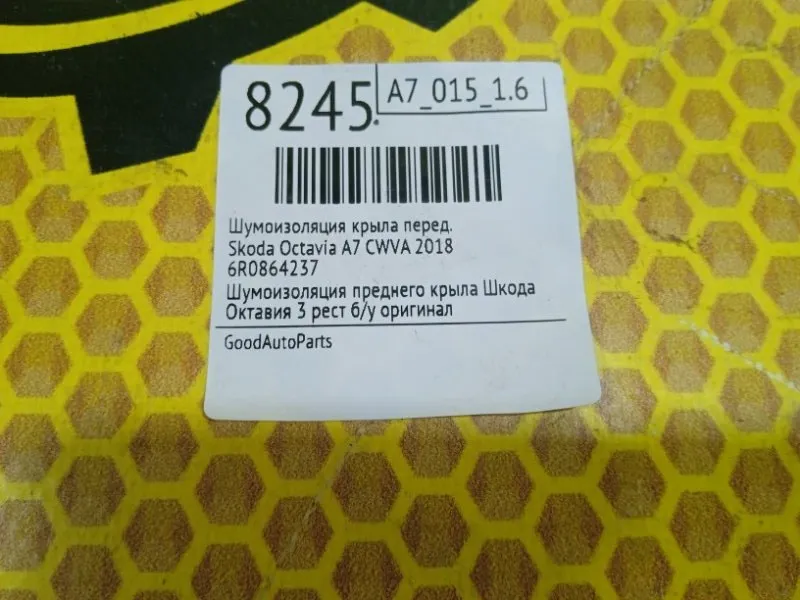 8245.
A7_015_1.6
Шумоизоляция крыла перед.
Skoda Octavia A7 CWVA 2018
6R0864237
Шумоизоляция преднего крыла Шкода
Октавия 3 рест б/у оригинал
GoodAutoParts